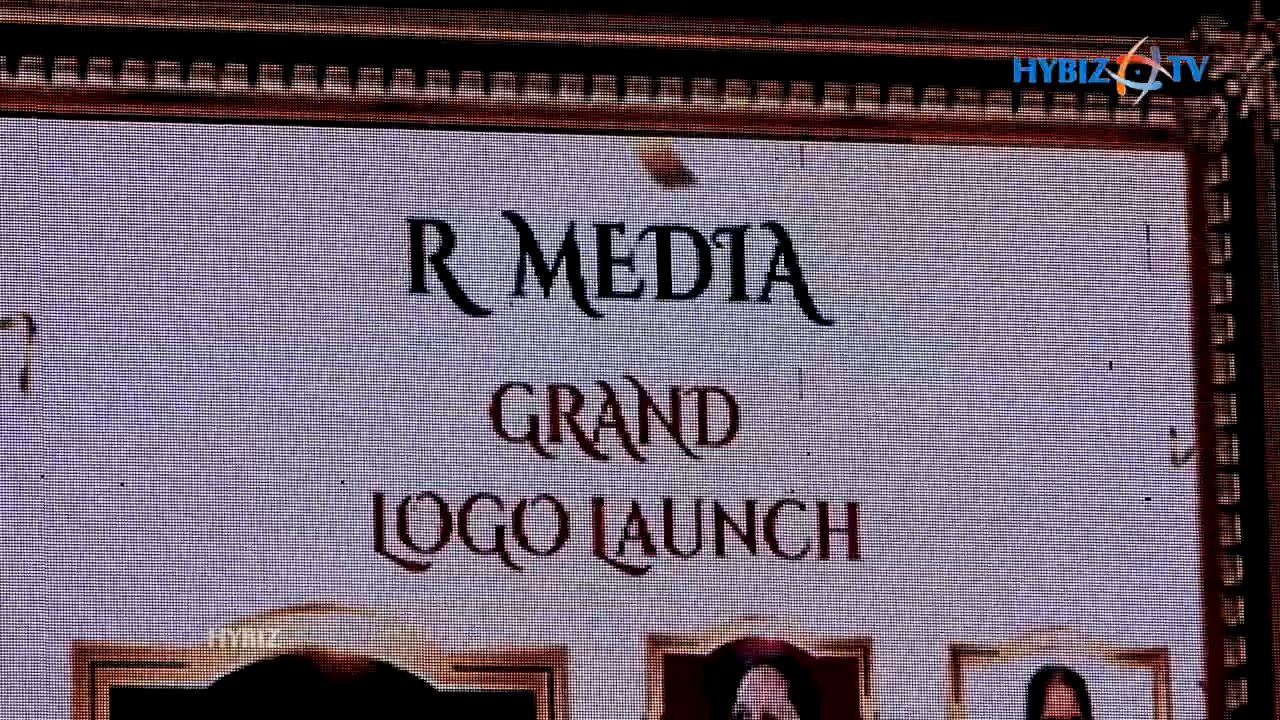 HYBIZ TV
R MEDIA
GRAND
LOGO LAUNCH
HYBIZ